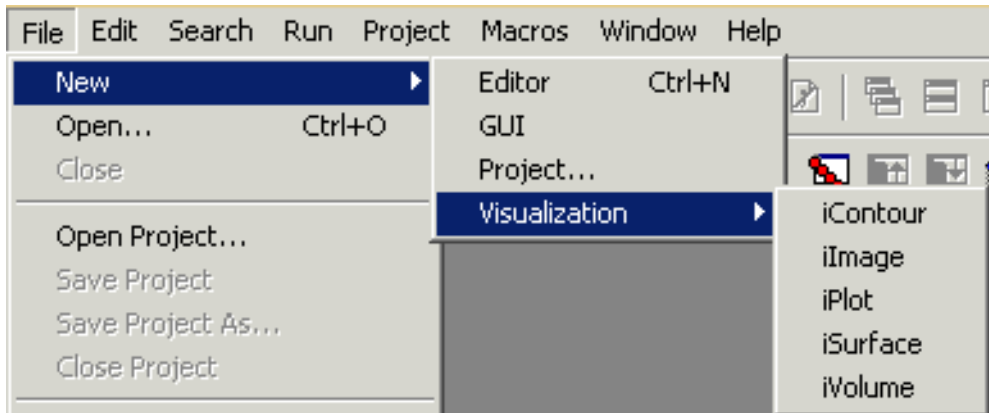 File Edit Search Run Project Macros Window Help
New
Open... Ctrl+O
Close
Open Project...
Save Project
Save Project As...
Close Project
Editor Ctrl+N
GUI
Project...
Visualization
iContour
iImage
iPlot
iSurface
iVolume